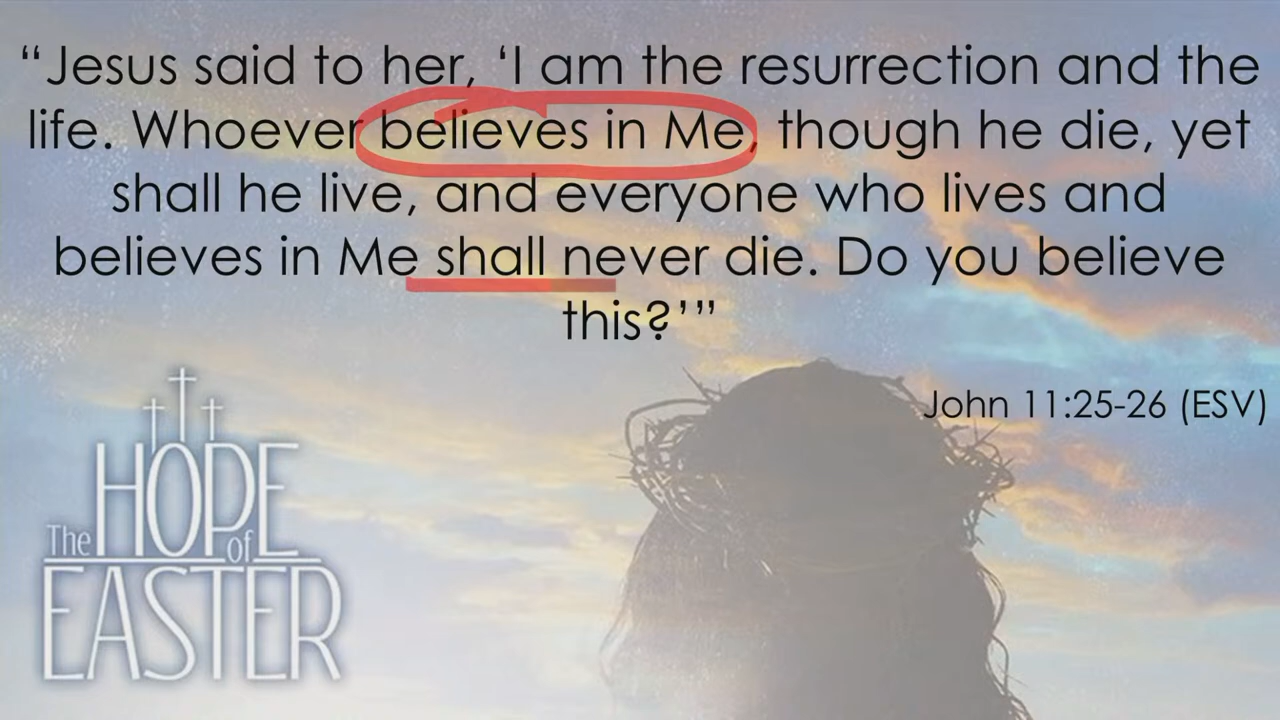 “Jesus said to her, ‘I am the resurrection and the
life. Whoever believes in Me, though he die, yet
shall he live, and everyone who lives and
believes in Me shall never die. Do you believe
this?’”
John 11:25-26 (ESV)
The HOPE of
EASTER